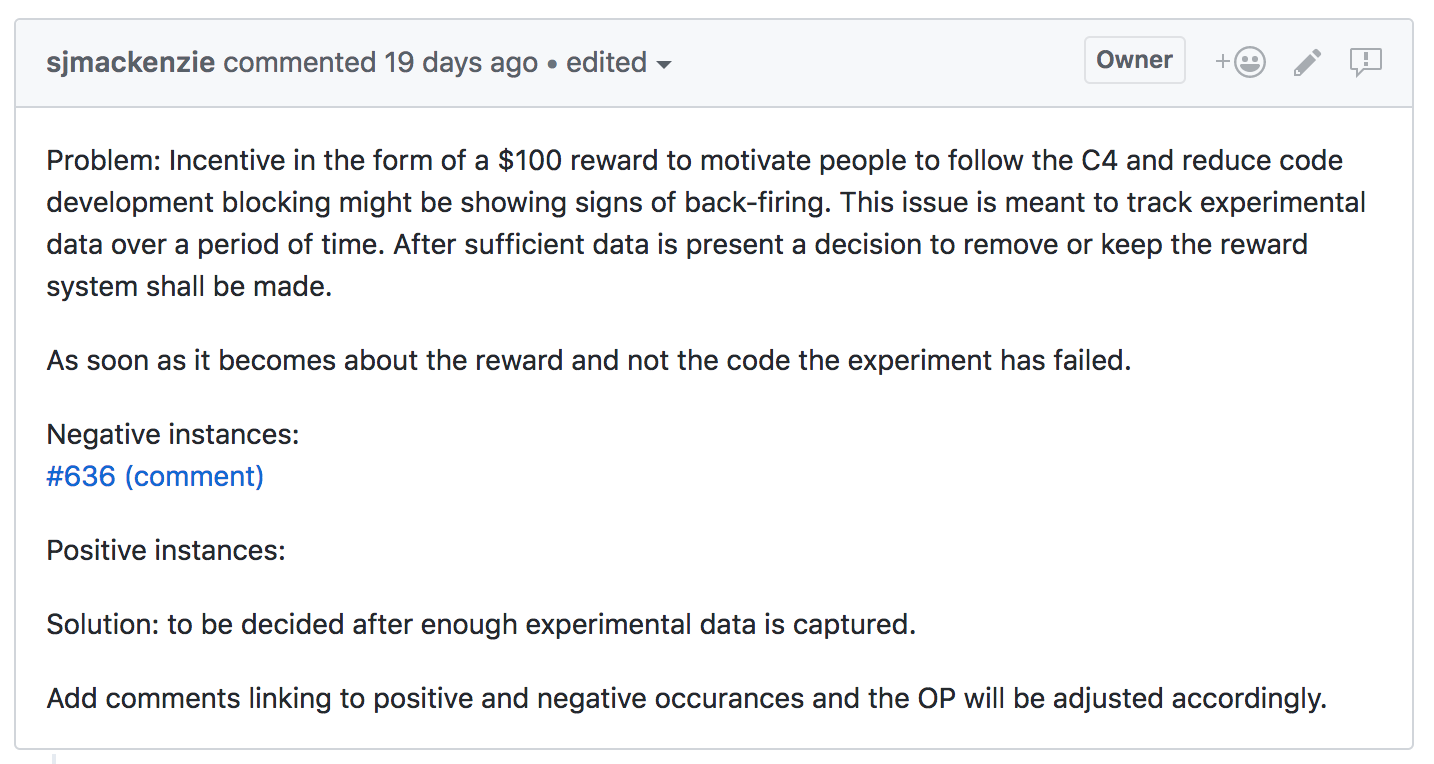 sjmackenzie commented 19 days ago • edited
Owner
Problem: Incentive in the form of a $100 reward to motivate people to follow the C4 and reduce code
development blocking might be showing signs of back-firing. This issue is meant to track experimental
data over a period of time. After sufficient data is present a decision to remove or keep the reward
system shall be made.
As soon as it becomes about the reward and not the code the experiment has failed.
Negative instances:
#636 (comment)
Positive instances:
Solution: to be decided after enough experimental data is captured.
Add comments linking to positive and negative occurances and the OP will be adjusted accordingly.